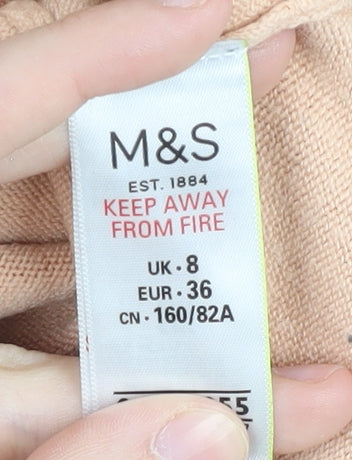 M&S
EST. 1884
KEEP AWAY
FROM FIRE
UK · 8
EUR · 36
CN · 160/82A